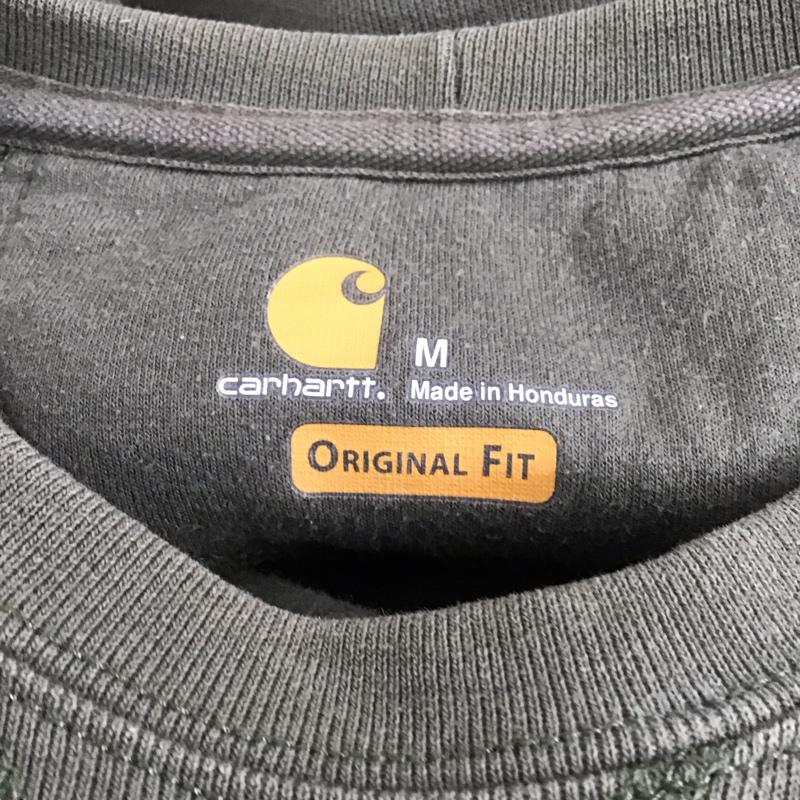 M
carhartt.
Made in Honduras
ORIGINAL FIT